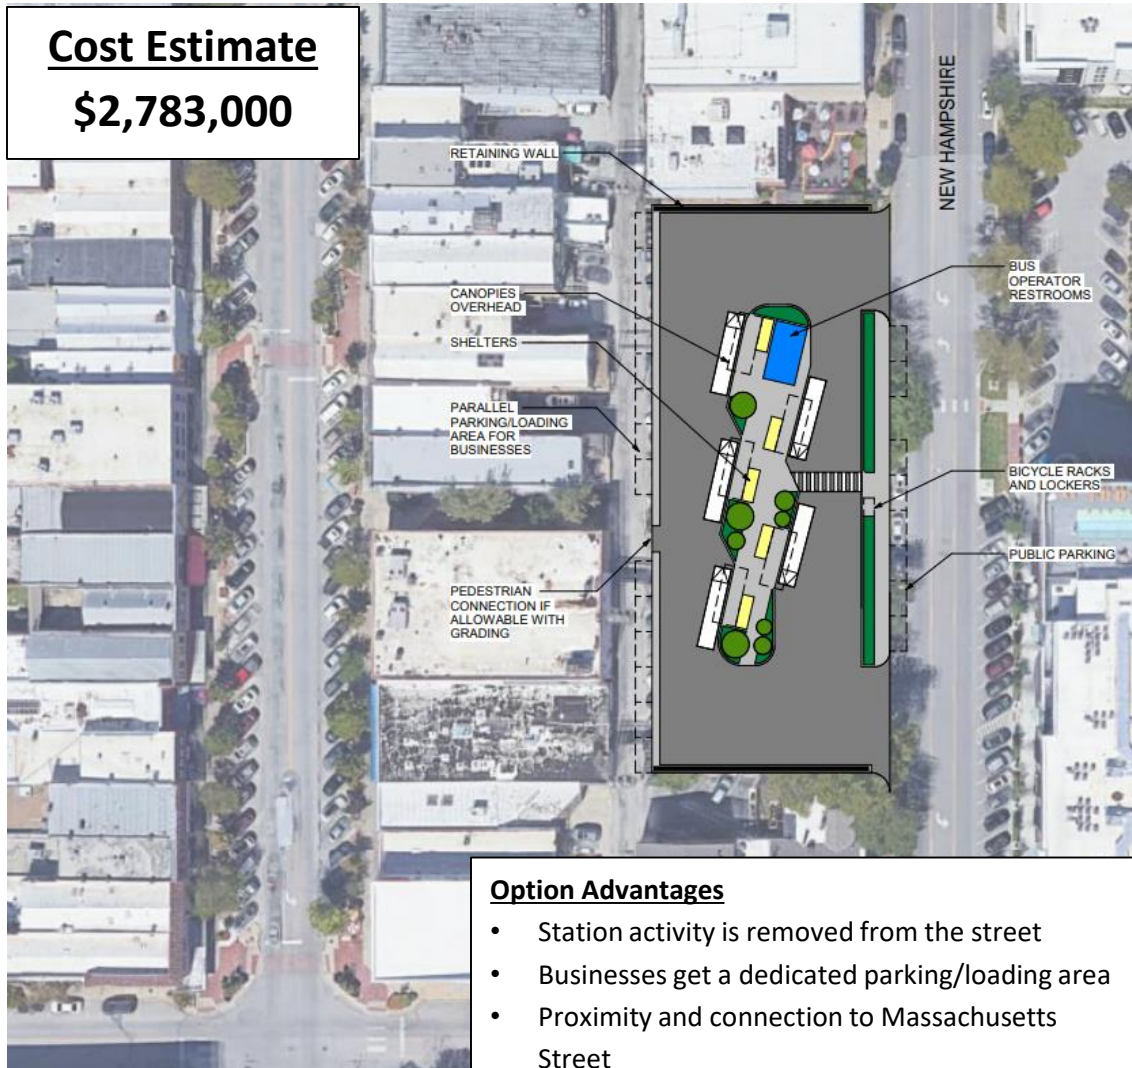 Cost Estimate
$2,783,000
NEW HAMPSHIRE
RETAINING WALL
CANOPIES
OVERHEAD
SHELTERS
PARALLEL
PARKING/LOADING
AREA FOR
BUSINESSES
PEDESTRIAN
CONNECTION IF
ALLOWABLE WITH
GRADING
BUS
OPERATOR
RESTROOMS
BICYCLE RACKS
AND LOCKERS
PUBLIC PARKING
Option Advantages
• Station activity is removed from the street
• Businesses get a dedicated parking/loading area
• Proximity and connection to Massachusetts
Street